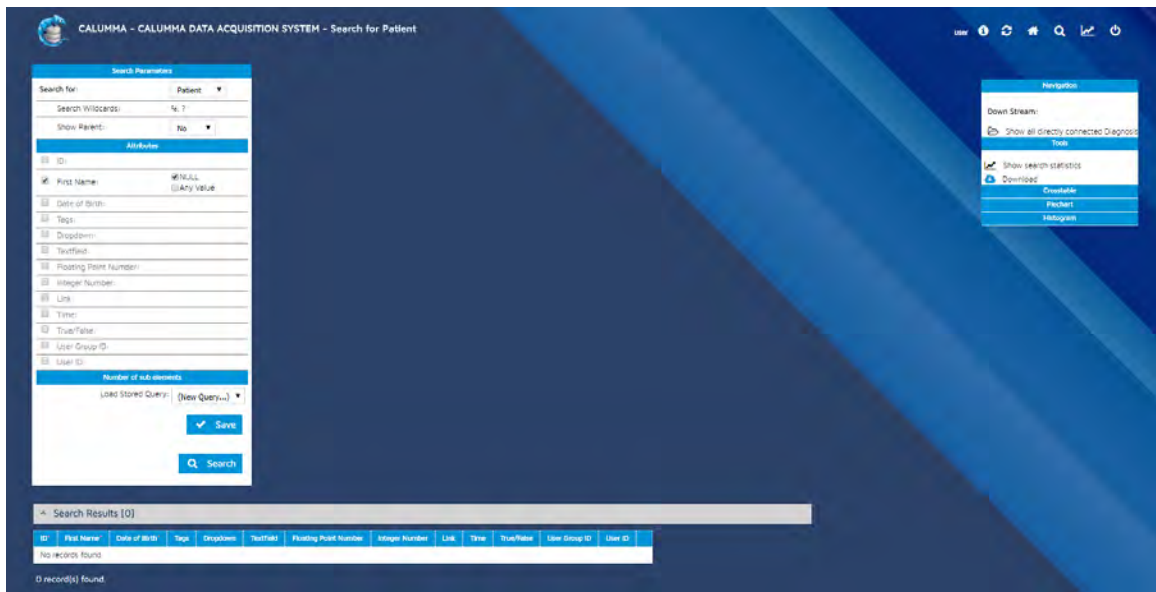 CALUMMA - CALUMMA DATA ACQUISITION SYSTEM - Search for Patient
user
Search Parameters
Search for: Patient
Search Wildcards: %, ?
Show Parent: No
Attributes
ID:
First Name: NULL
Any Value
Date of Birth:
Tags:
Dropdown:
Textfield:
Floating Point Number:
Integer Number:
Link:
Time:
True/False:
User Group ID:
User ID:
Number of sub elements
Load Stored Query: (New Query...)
Save
Search
Navigation
Down Stream:
Show all directly connected Diagnosis
Tools
Show search statistics
Download
Crosstable
Piechart
Histogram
Search Results [0]
ID First Name Date of Birth Tags Dropdown Textfield Floating Point Number Integer Number Link Time True/False User Group ID User ID
No records found
0 record(s) found.